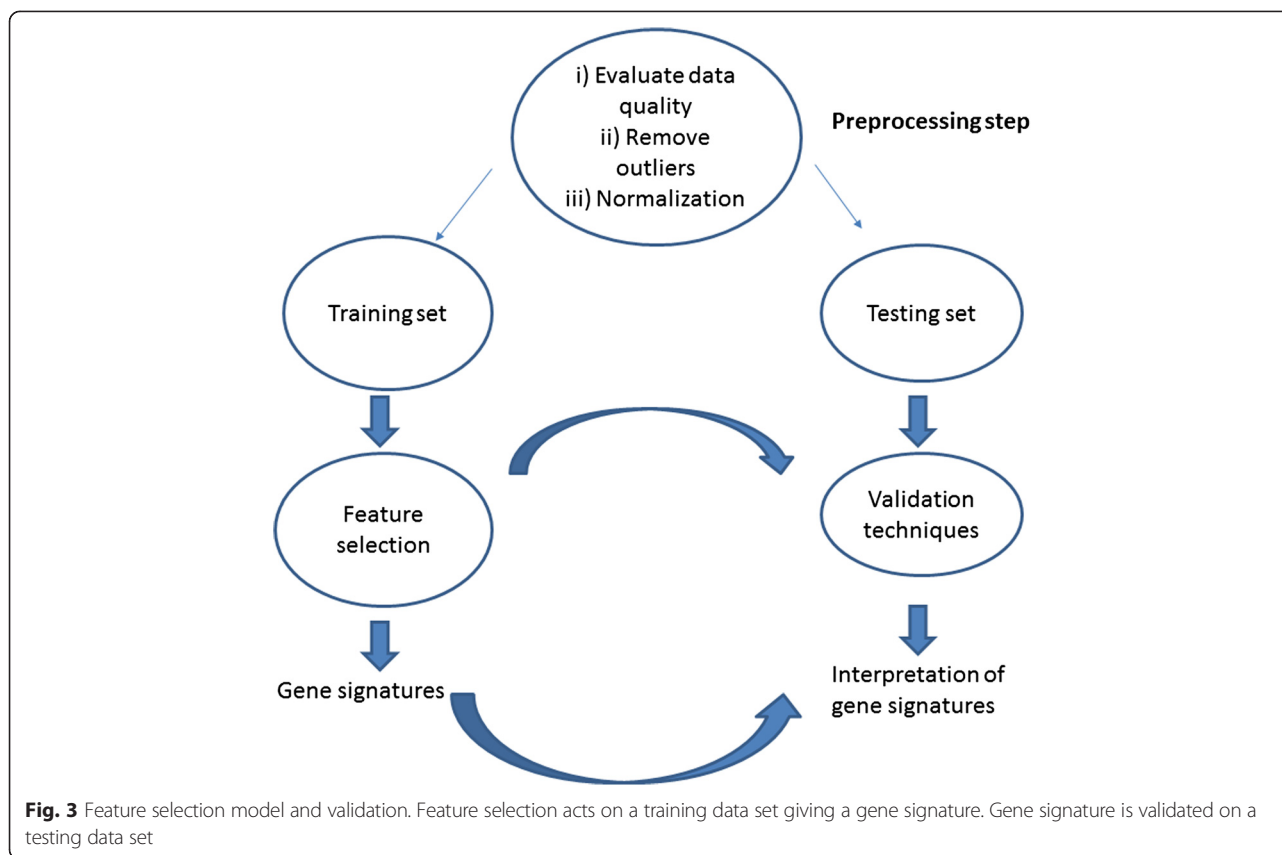 i) Evaluate data
quality
ii) Remove
outliers
iii) Normalization
Preprocessing step
Training set
Testing set
Feature
selection
Validation
techniques
Gene signatures
Interpretation of
gene signatures
Fig. 3 Feature selection model and validation. Feature selection acts on a training data set giving a gene signature. Gene signature is validated on a
testing data set